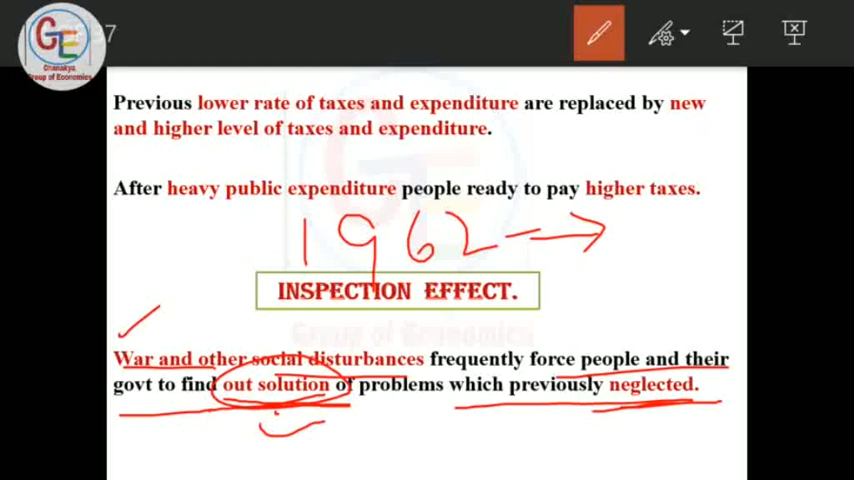 GE 37
Chanakya
Group of Economics
Previous lower rate of taxes and expenditure are replaced by new
and higher level of taxes and expenditure.
After heavy public expenditure people ready to pay higher taxes.
1962
INSPECTION EFFECT.
Group of Economics
War and other social disturbances frequently force people and their
govt to find out solution of problems which previously neglected.